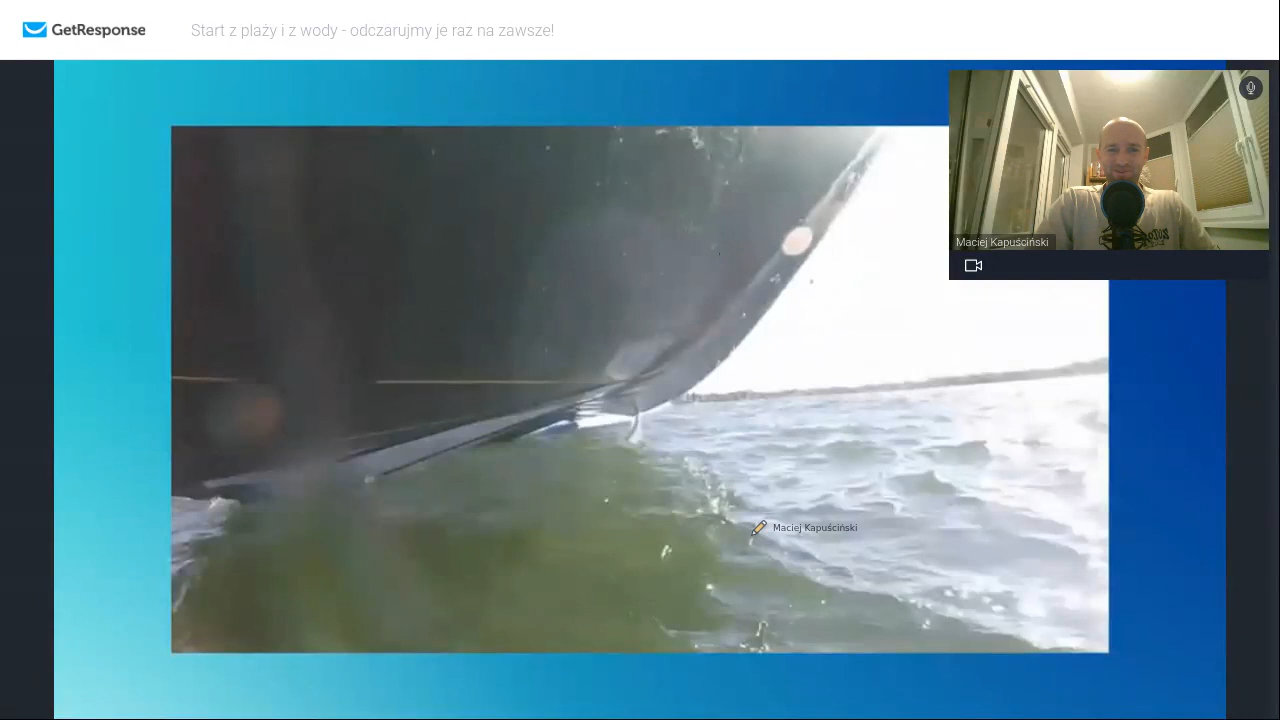 GetResponse
Start z plaży i z wody - odczarujmy je raz na zawsze!
Maciej Kapuściński
Maciej Kapuściński